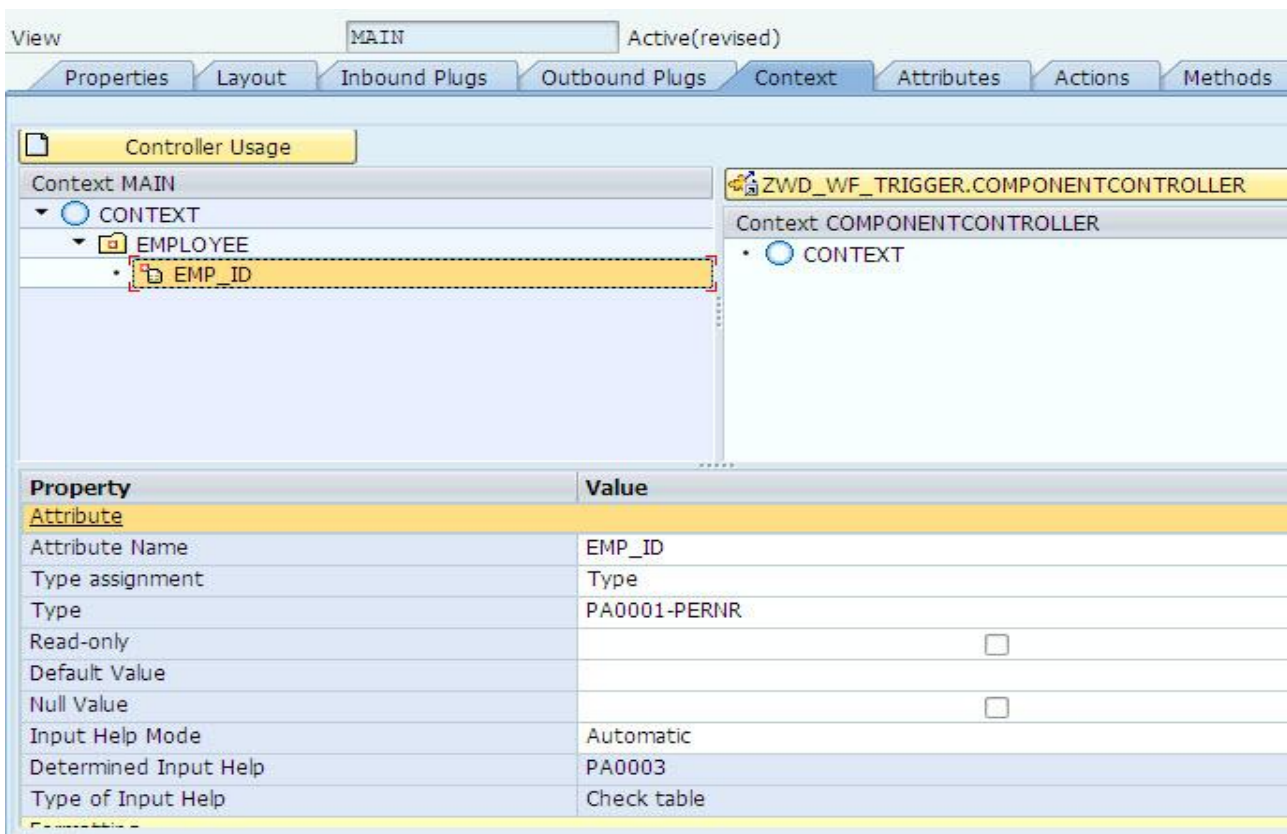 View MAIN Active(revised)
Properties Layout Inbound Plugs Outbound Plugs Context Attributes Actions Methods
Controller Usage
Context MAIN
CONTEXT
EMPLOYEE
EMP_ID
ZWD_WF_TRIGGER.COMPONENTCONTROLLER
Context COMPONENTCONTROLLER
CONTEXT
Property Value
Attribute
Attribute Name EMP_ID
Type assignment Type
Type PA0001-PERNR
Read-only
Default Value
Null Value
Input Help Mode Automatic
Determined Input Help PA0003
Type of Input Help Check table